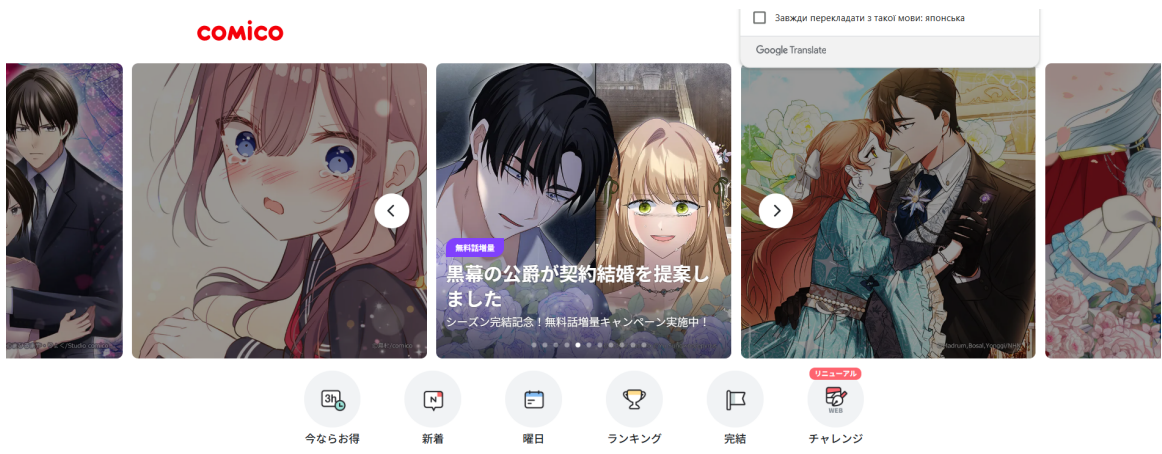 comico
Завжди перекладати з такої мови: японська
Google Translate
無料話増量
黒幕の公爵が契約結婚を提案し
ました
シーズン完結記念！無料話増量キャンペーン実施中！
リニューアル
3h
N
WEB
今ならお得
新着
曜日
ランキング
完結
チャレンジ